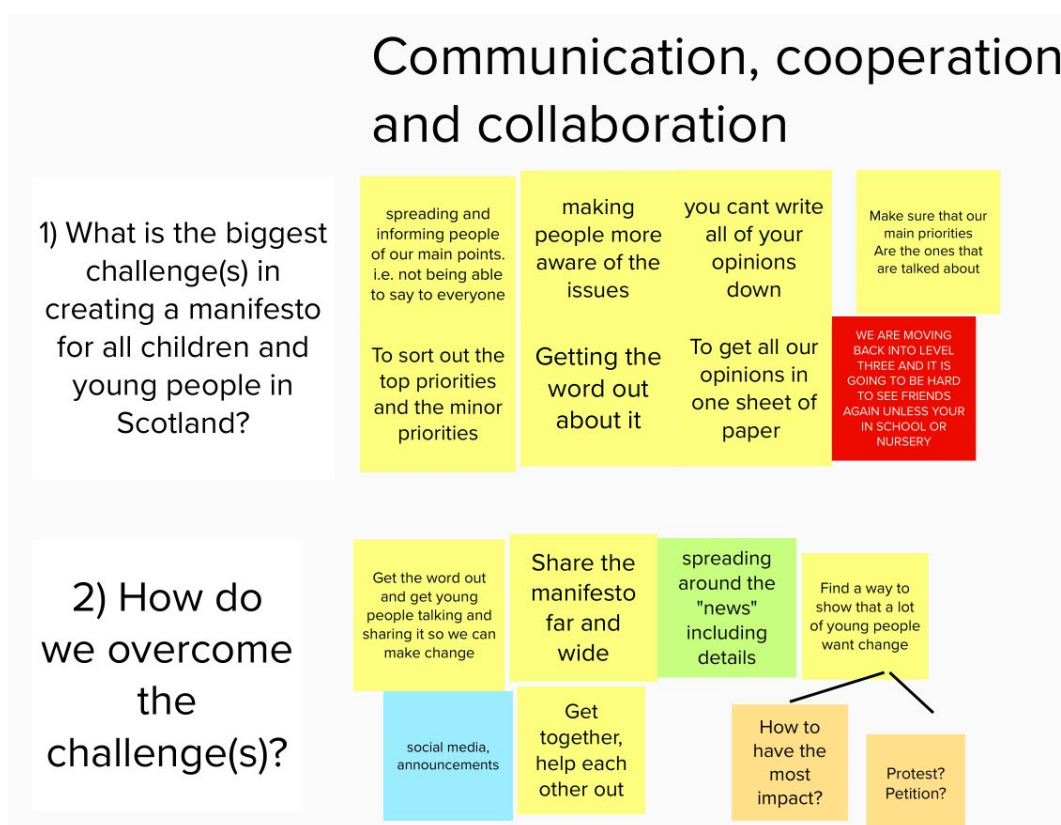 Communication, cooperation
and collaboration
1) What is the biggest
challenge(s) in
creating a manifesto
for all children and
young people in
Scotland?
spreading and
informing people
of our main points.
i.e. not being able
to say to everyone
making
people more
aware of the
issues
you cant write
all of your
opinions
down
Make sure that our
main priorities
Are the ones that
are talked about
To sort out the
top priorities
and the minor
priorities
Getting the
word out
about it
To get all our
opinions in
one sheet of
paper
WE ARE MOVING
BACK INTO LEVEL
THREE AND IT IS
GOING TO BE HARD
TO SEE FRIENDS
AGAIN UNLESS YOUR
IN SCHOOL OR
NURSERY
2) How do
we overcome
the
challenge(s)?
Get the word out
and get young
people talking and
sharing it so we can
make change
Share the
manifesto
far and
wide
spreading
around the
"news"
including
details
Find a way to
show that a lot
of young people
want change
social media,
announcements
Get
together,
help each
other out
How to
have the
most
impact?
Protest?
Petition?